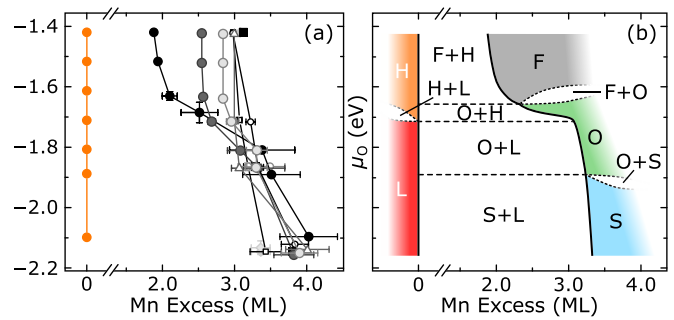 (a)
−1.4
−1.6
−1.8
−2.0
−2.2
0
2.0
3.0
4.0
Mn Excess (ML)
(b)
μO (eV)
H
F+H
F
H+L
F+O
O+H
O
O+L
O+S
L
S+L
S
0
2.0
3.0
4.0
Mn Excess (ML)